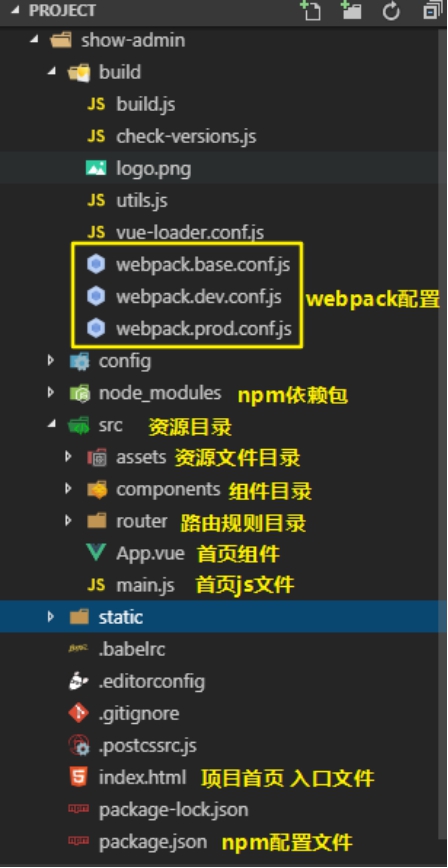 PROJECT
show-admin
build
build.js
check-versions.js
logo.png
utils.js
vue-loader.conf.js
webpack.base.conf.js
webpack.dev.conf.js webpack配置
webpack.prod.conf.js
config
node_modules npm依赖包
src 资源目录
assets 资源文件目录
components 组件目录
router 路由规则目录
App.vue 首页组件
JS main.js 首页js文件
static
.babelrc
.editorconfig
.gitignore
.postcssrc.js
index.html 项目首页 入口文件
package-lock.json
package.json npm配置文件